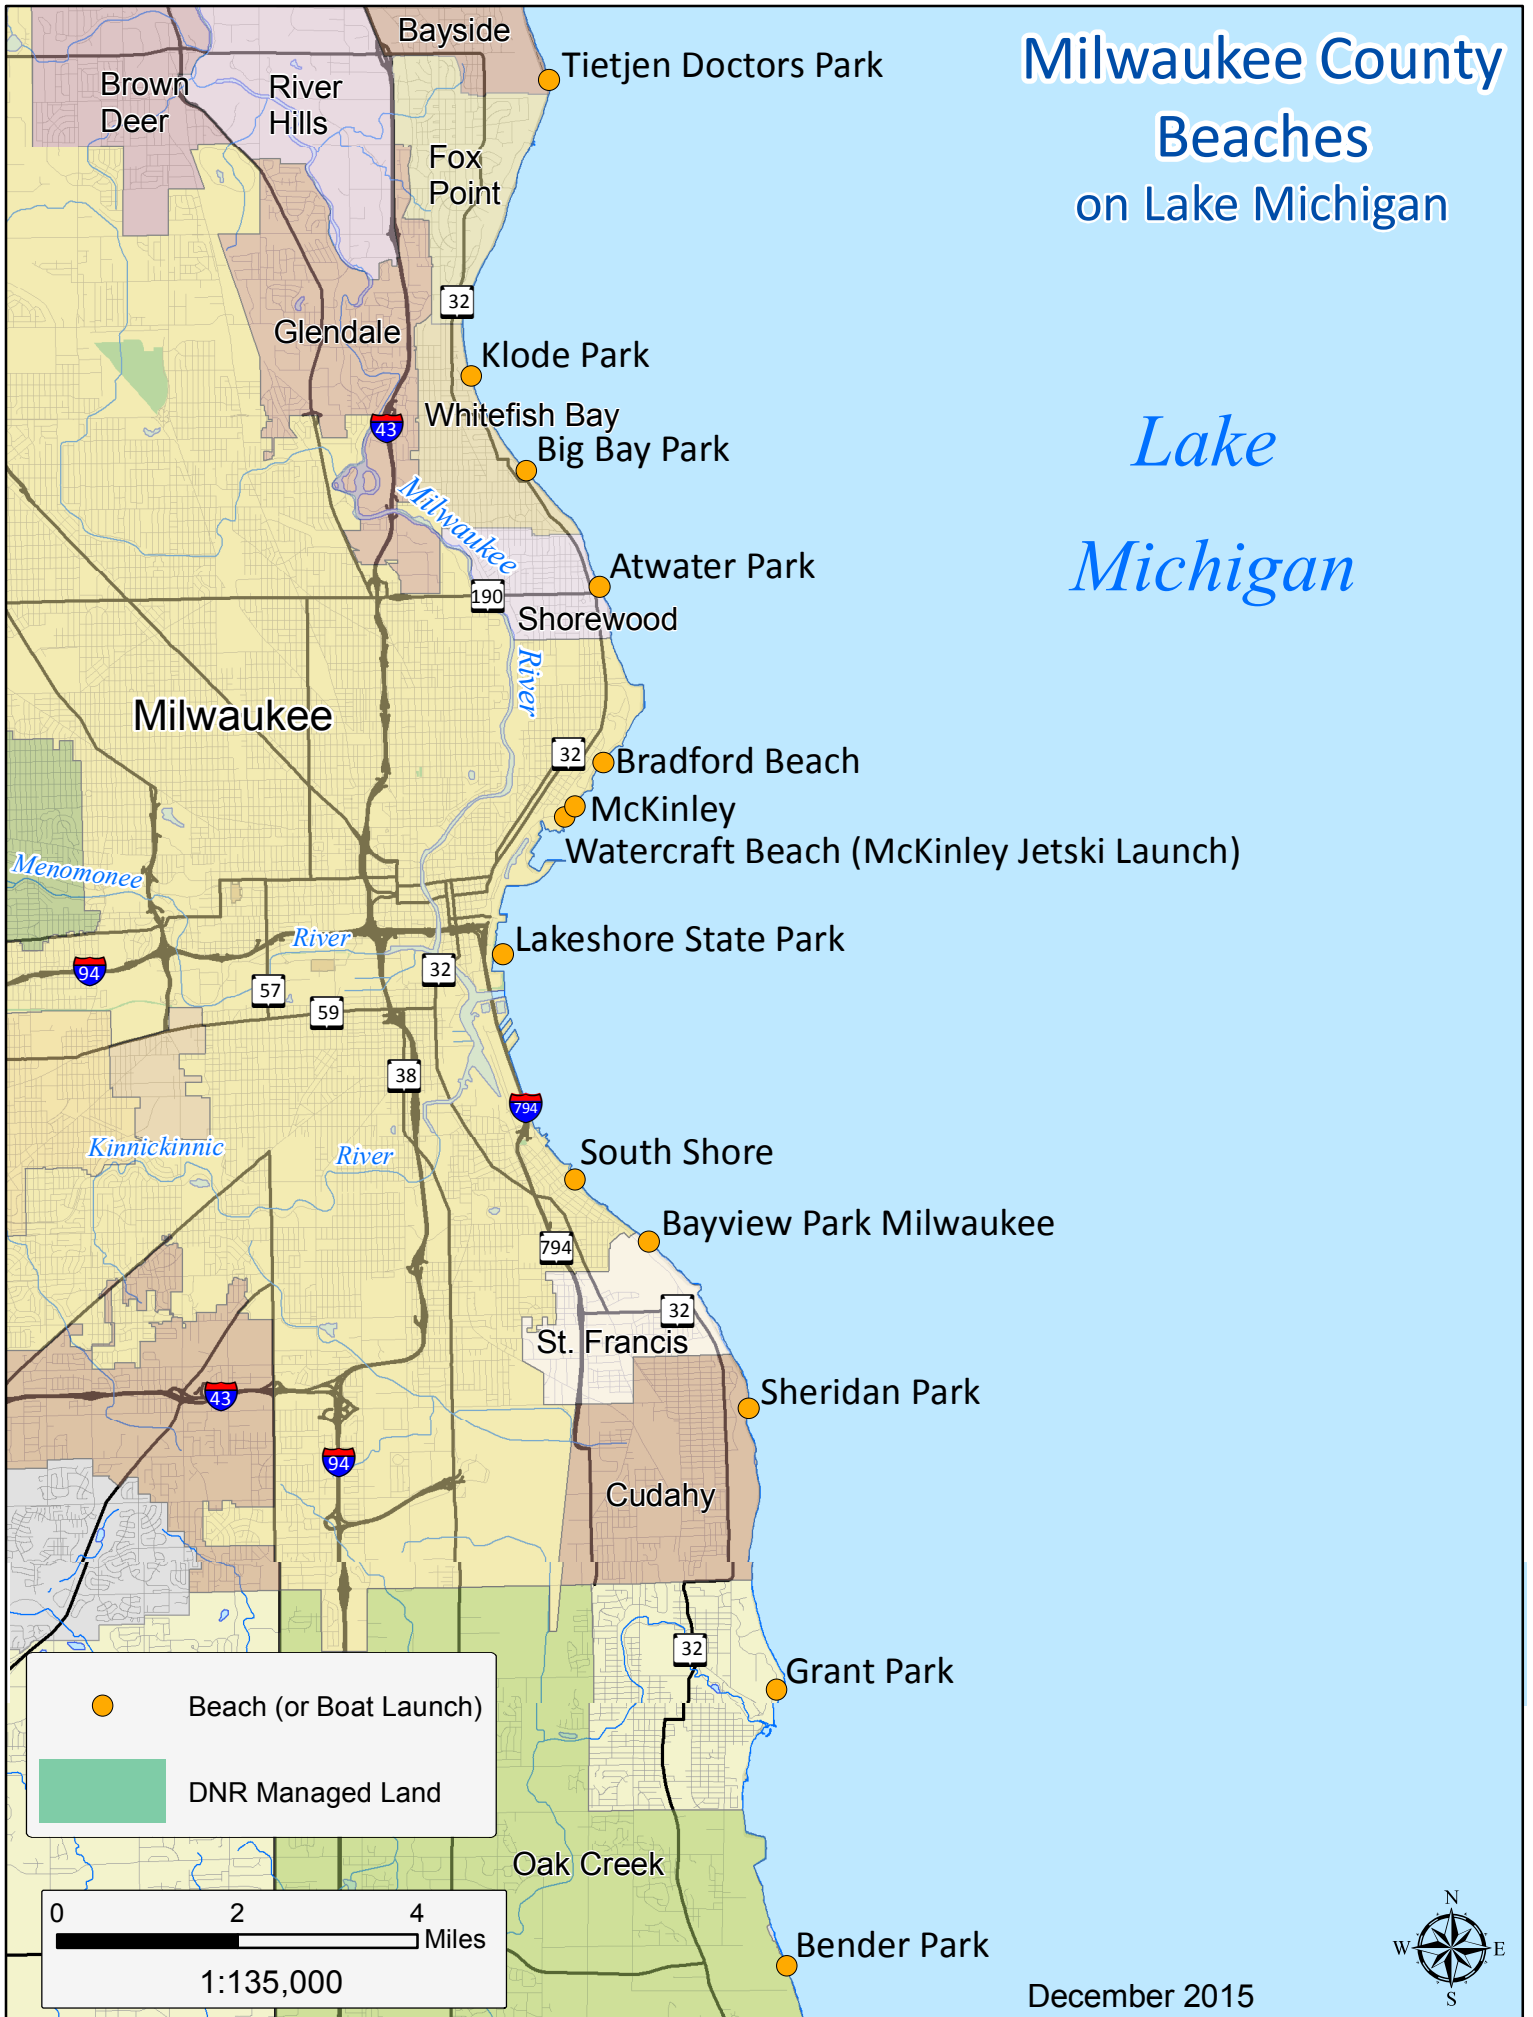 Milwaukee County
Beaches
on Lake Michigan
Bayside
Tietjen Doctors Park
Brown
Deer
River
Hills
Fox
Point
32
Glendale
Klode Park
Whitefish Bay
43
Big Bay Park
Lake
Michigan
Milwaukee
River
Atwater Park
190
Shorewood
Milwaukee
32
Bradford Beach
McKinley
Watercraft Beach (McKinley Jetski Launch)
Menomonee
River
Lakeshore State Park
94
32
57
59
38
794
Kinnickinnic
River
South Shore
Bayview Park Milwaukee
794
32
St. Francis
43
Sheridan Park
94
Cudahy
32
Grant Park
Beach (or Boat Launch)
DNR Managed Land
Oak Creek
0 2 4
Miles
1:135,000
Bender Park
December 2015
N
W E
S